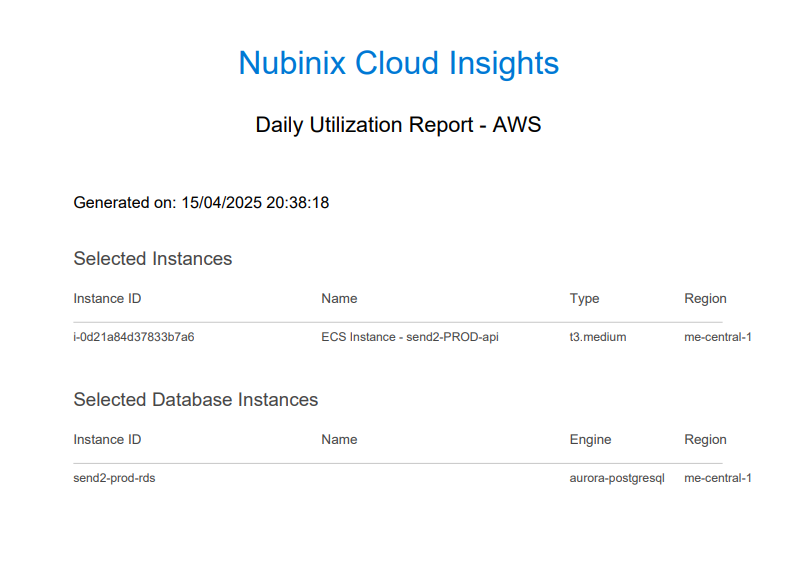 Nubinix Cloud Insights
Daily Utilization Report - AWS
Generated on: 15/04/2025 20:38:18
Selected Instances
Instance ID Name Type Region
i-0d21a84d37833b7a6 ECS Instance - send2-PROD-api t3.medium me-central-1
Selected Database Instances
Instance ID Name Engine Region
send2-prod-rds aurora-postgresql me-central-1